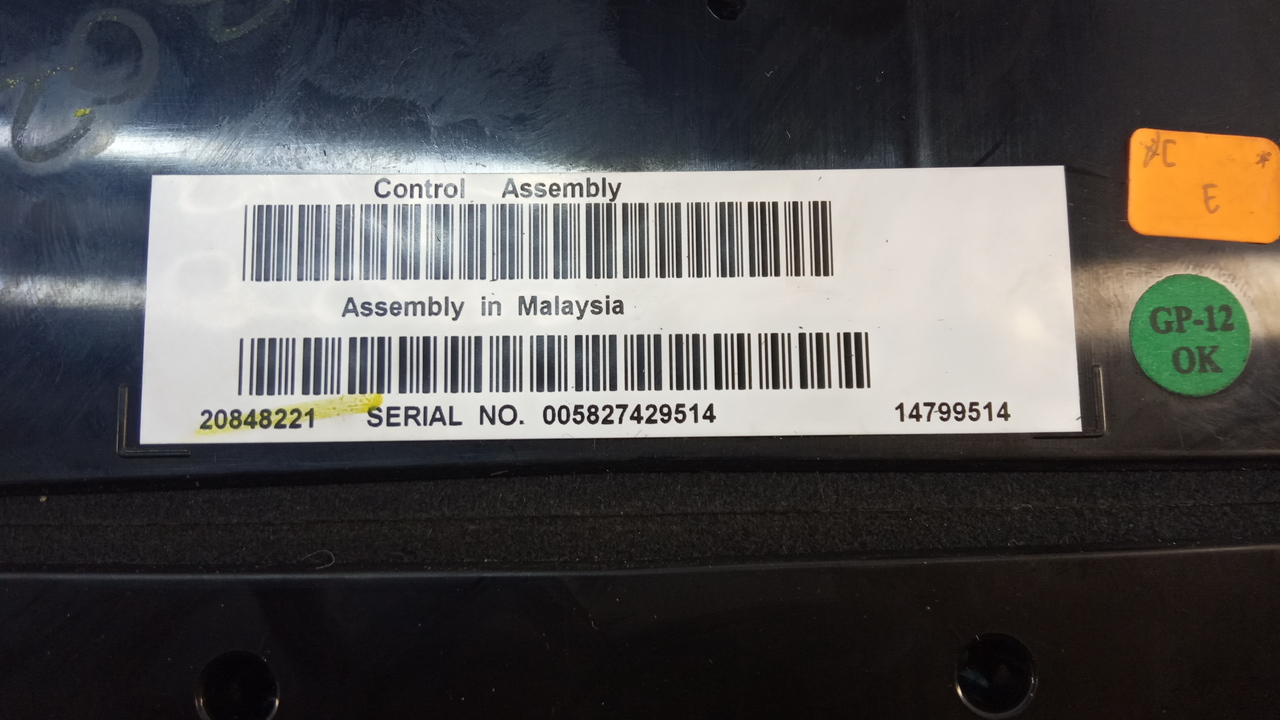 Control Assembly
Assembly in Malaysia
20848221 SERIAL NO. 005827429514 14799514
C *
E
GP-12
OK